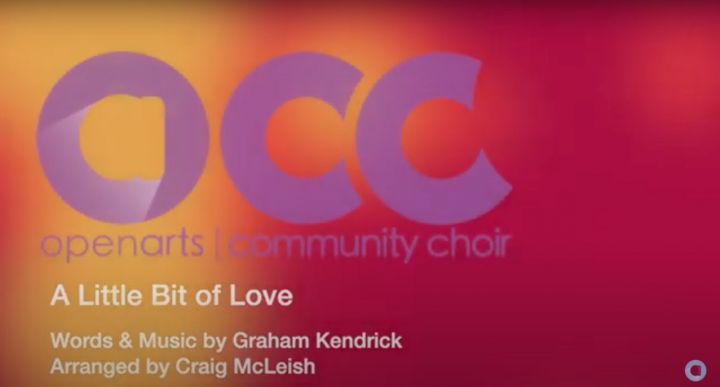 occ
openarts | community choir
A Little Bit of Love
Words & Music by Graham Kendrick
Arranged by Craig McLeish